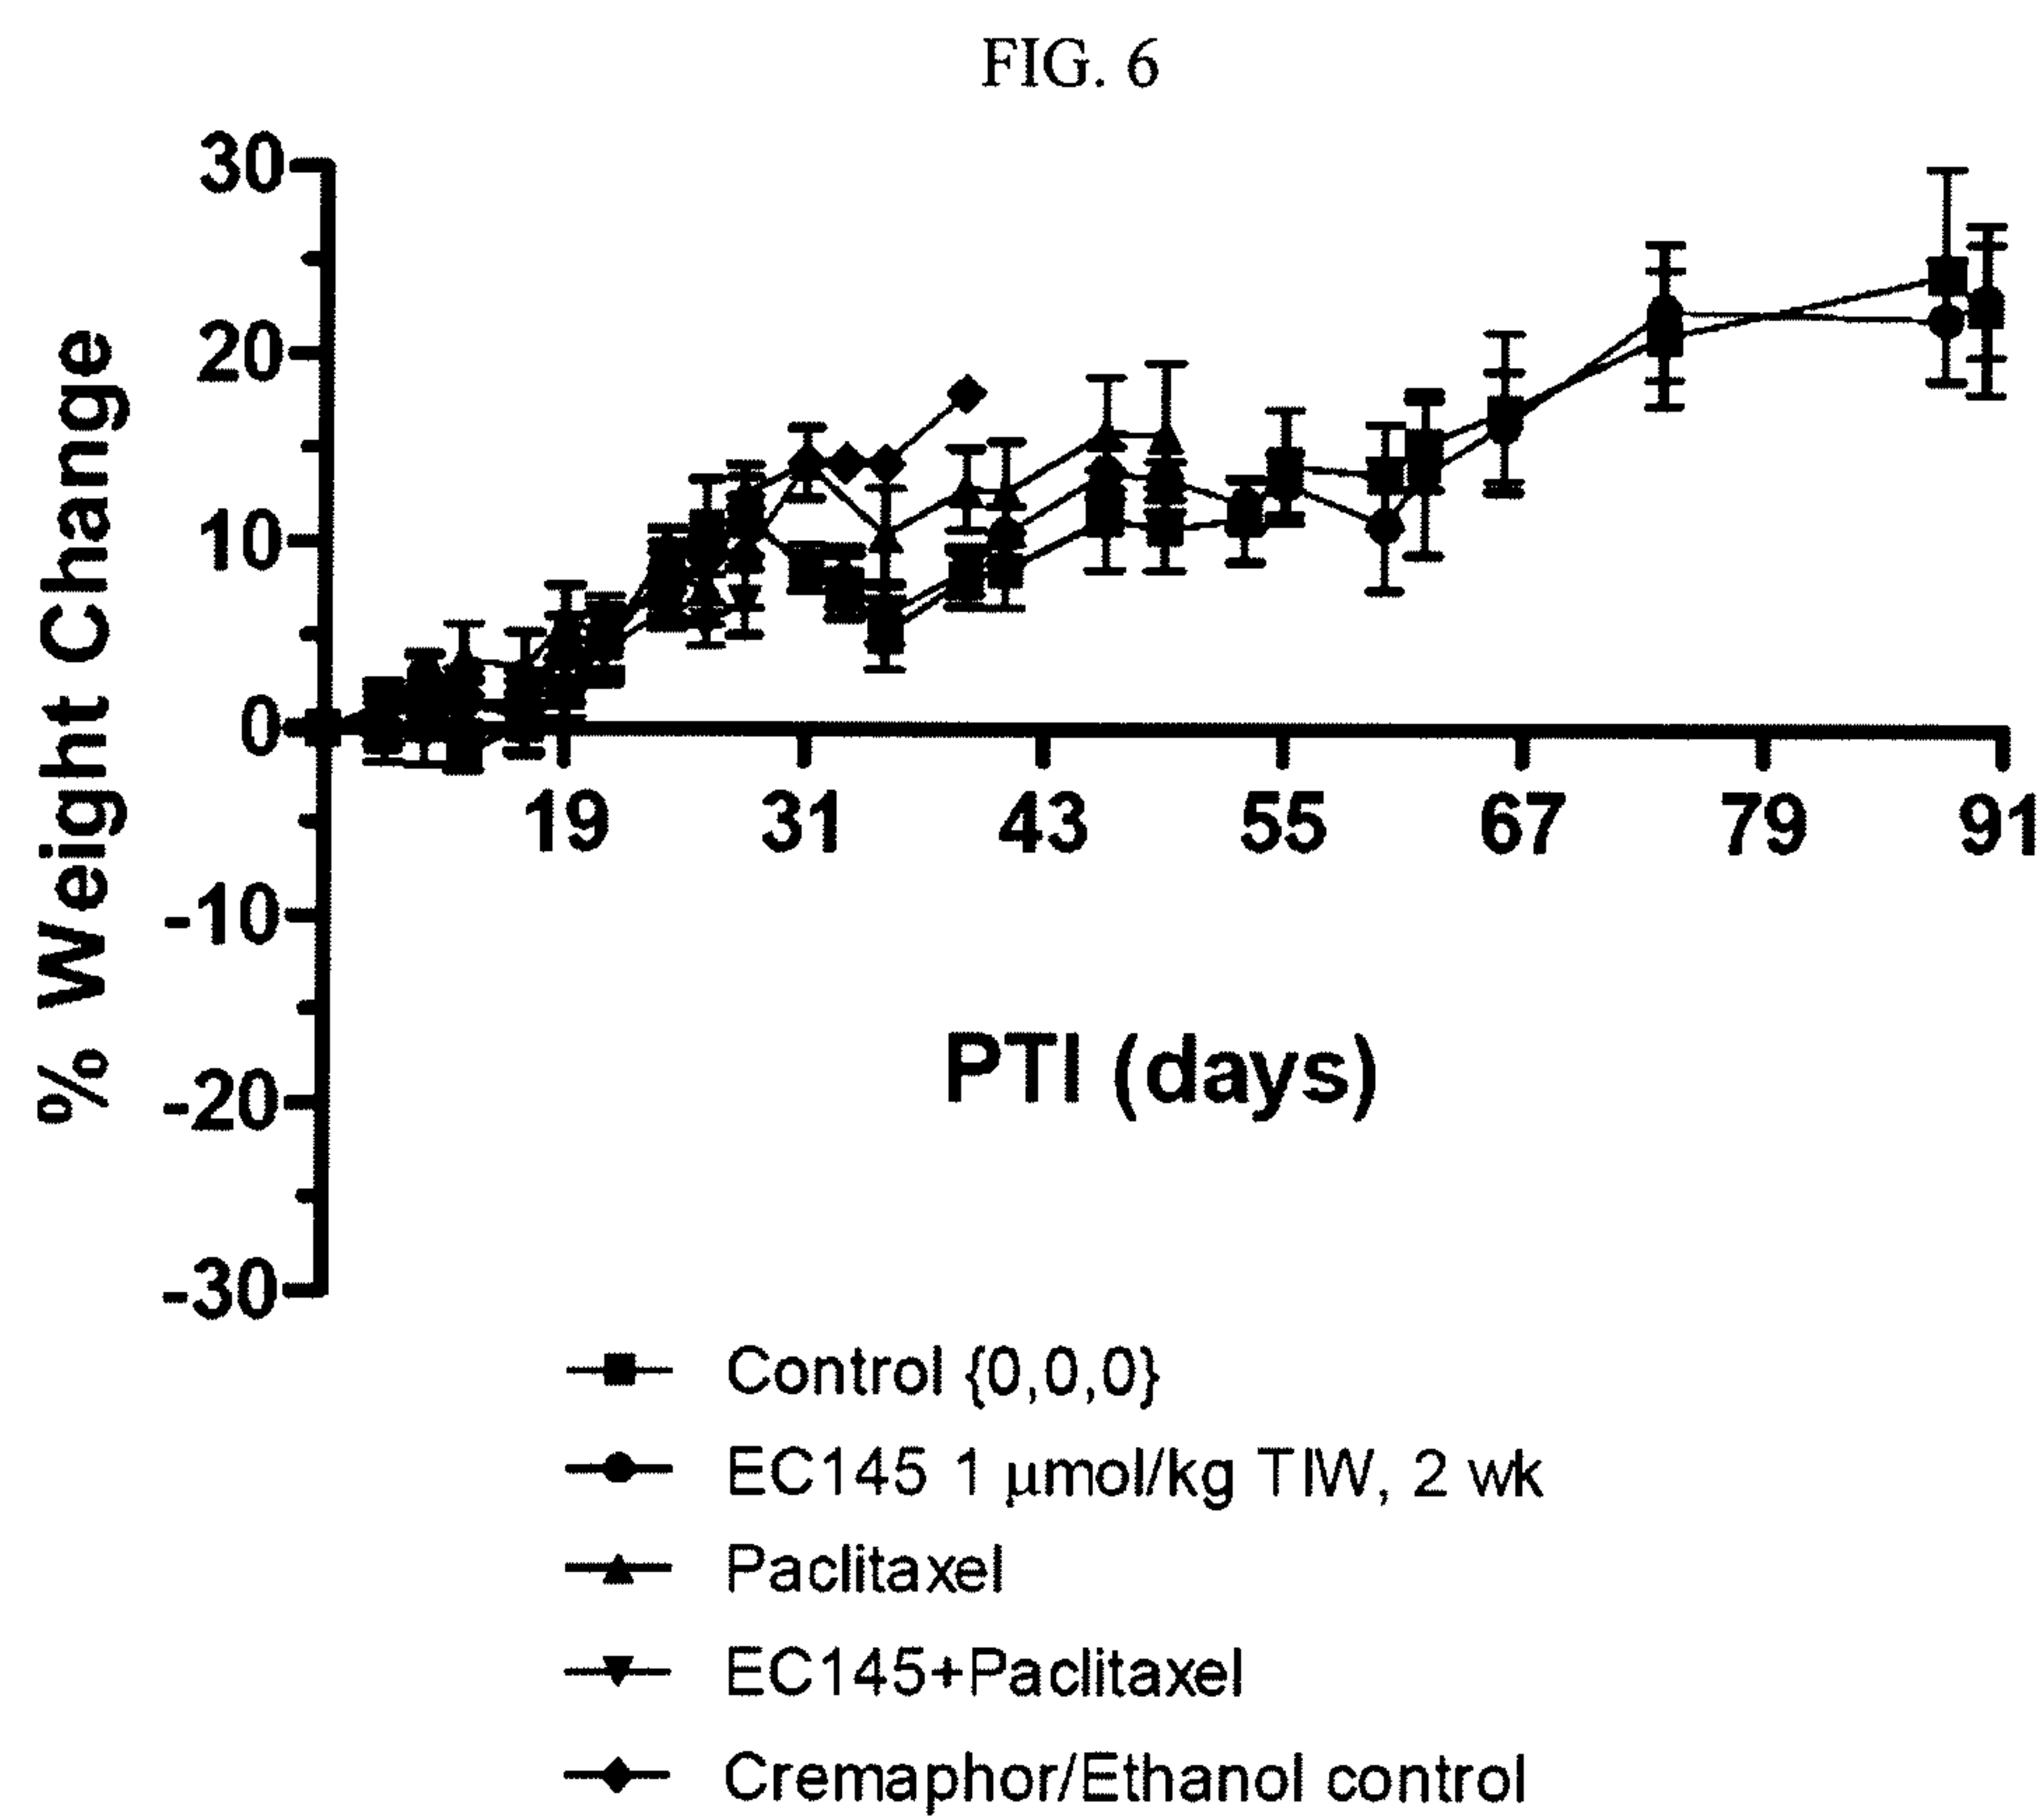 FIG. 6
30
20
10
0
-10
-20
-30
% Weight Change
19 31 43 55 67 79 91
PTI (days)
Control {0,0,0}
EC145 1 μmol/kg TIW, 2 wk
Paclitaxel
EC145+Paclitaxel
Cremaphor/Ethanol control